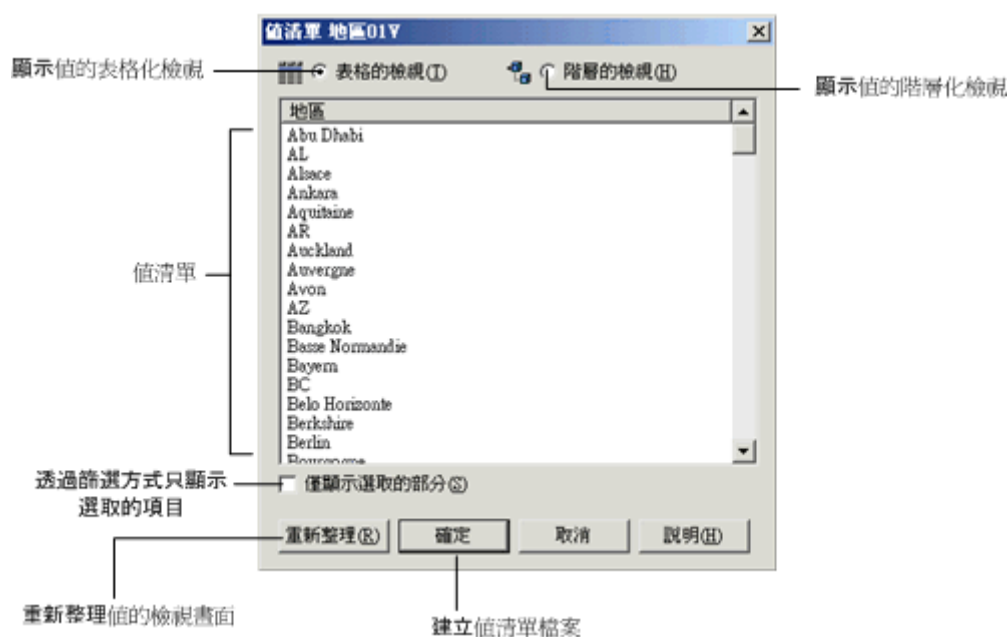 值清單 地區01V
顯示值的表格化檢視
表格的檢視(T)
階層的檢視(H)
顯示值的階層化檢視
地區
Abu Dhabi
AL
Alsace
Ankara
Aquitaine
AR
Auckland
Auvergne
值清單
Avon
AZ
Bangkok
Basse Normandie
Bayern
BC
Belo Horizonte
Berkshire
Berlin
Bourgogne
透過篩選方式只顯示
選取的項目
僅顯示選取的部分(S)
重新整理(R)
確定
取消
說明(H)
重新整理值的檢視畫面
建立值清單檔案